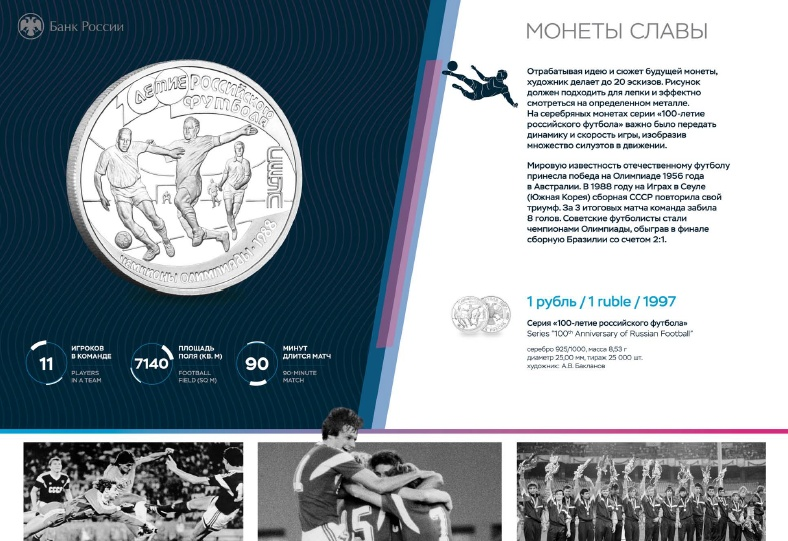 Банк России
МОНЕТЫ СЛАВЫ
100-ЛЕТИЕ РОССИЙСКОГО
ФУТБОЛА
ЧЕМПИОНЫ ОЛИМПИАДЫ • 1988
Отрабатывая идею и сюжет будущей монеты,
художник делает до 20 эскизов. Рисунок
должен подходить для лепки и эффектно
смотреться на определенном металле.
На серебряных монетах серии «100-летие
российского футбола» важно было передать
динамику и скорость игры, изобразив
множество силуэтов в движении.
Мировую известность отечественному футболу
принесла победа на Олимпиаде 1956 года
в Австралии. В 1988 году на Играх в Сеуле
(Южная Корея) сборная СССР повторила свой
триумф. За 3 итоговых матча команда забила
8 голов. Советские футболисты стали
чемпионами Олимпиады, обыграв в финале
сборную Бразилии со счетом 2:1.
1 рубль / 1 ruble / 1997
Серия «100-летие российского футбола»
Series "100th Anniversary of Russian Football"
серебро 925/1000, масса 8,53 г
диаметр 25,00 мм, тираж 25 000 шт.
художник: А.В. Бакланов
11
ИГРОКОВ
В КОМАНДЕ
PLAYERS
IN A TEAM
7140
ПЛОЩАДЬ
ПОЛЯ (КВ. М)
FOOTBALL
FIELD (SQ M)
90
МИНУТ
ДЛИТСЯ МАТЧ
90-MINUTE
MATCH
СССР
15